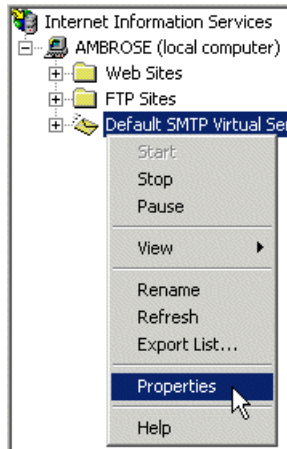 Internet Information Services
AMBROSE (local computer)
Web Sites
FTP Sites
Default SMTP Virtual
Start
Stop
Pause
View
Rename
Refresh
Export List...
Properties
Help